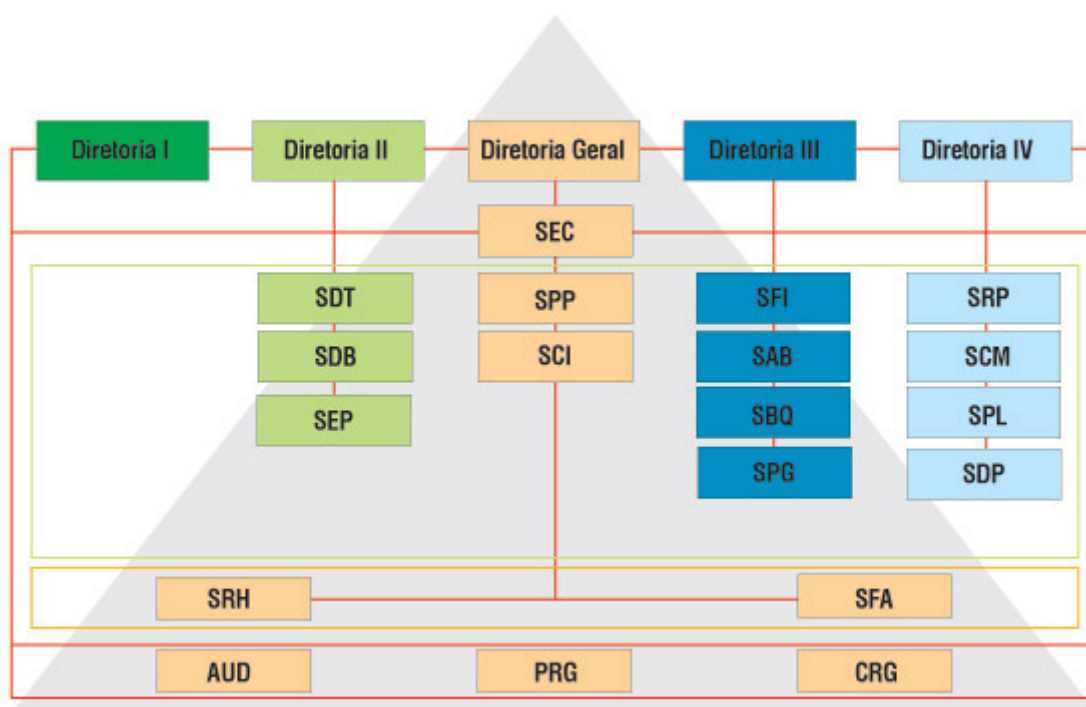 Diretoria I
Diretoria II
Diretoria Geral
Diretoria III
Diretoria IV
SEC
SDT
SPP
SFI
SRP
SDB
SCI
SAB
SCM
SEP
SBQ
SPL
SPG
SDP
SRH
SFA
AUD
PRG
CRG